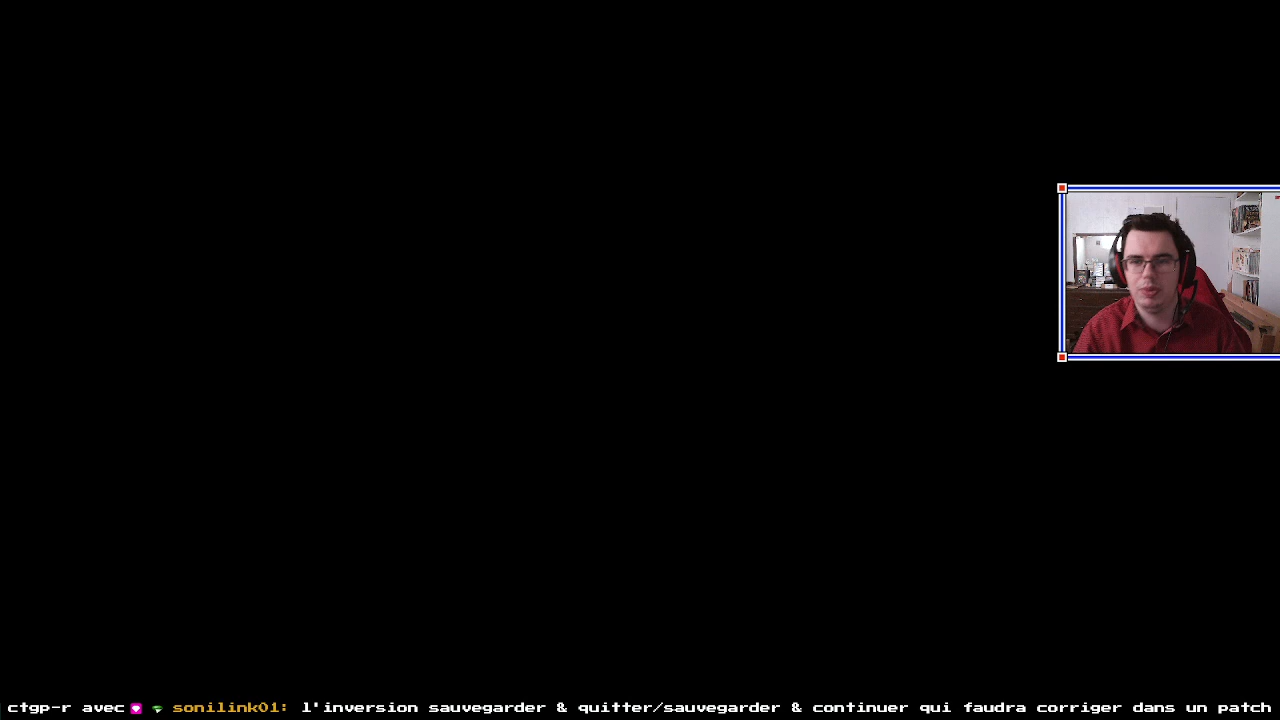 ctgp-r avec sonilink01: l'inversion sauvegarder & quitter/sauvegarder & continuer qui faudra corriger dans un patch